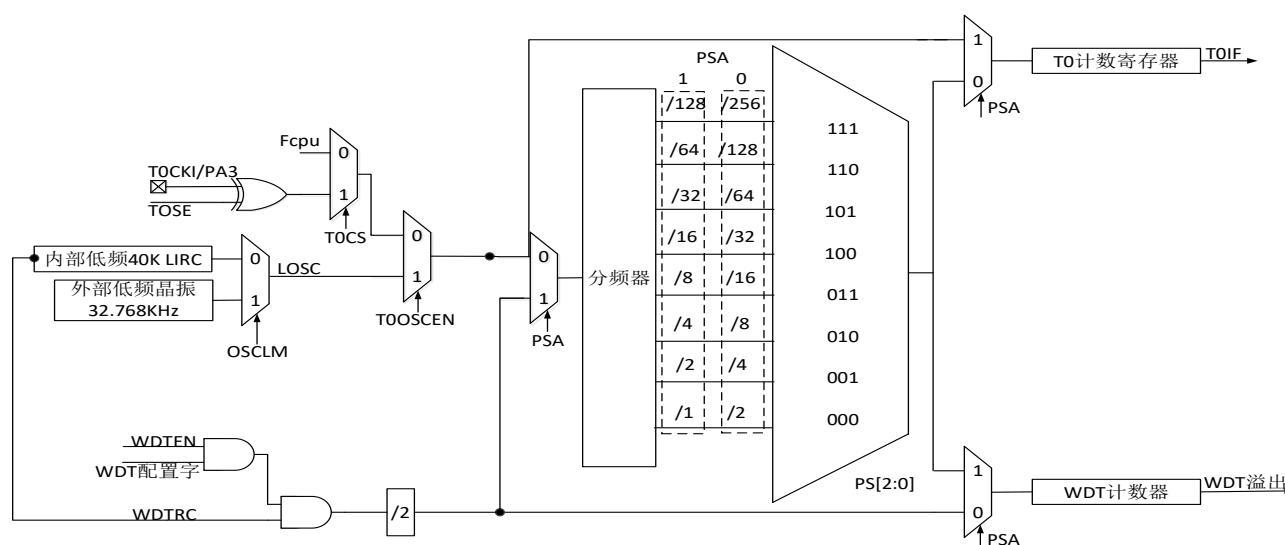 PSA
1 0
/128 /256
/64 /128
/32 /64
/16 /32
/8 /16
/4 /8
/2 /4
/1 /2
Fcpu
0
1
T0CS
T0CKI/PA3
TOSE
内部低频40K LIRC
外部低频晶振
32.768KHz
0
1
OSCLM
LOSC
0
1
T0OSCEN
0
1
PSA
分频器
111
110
101
100
011
010
001
000
PS[2:0]
1
0
PSA
T0计数寄存器
T0IF
WDTEN
WDT配置字
WDTRC
/2
1
0
PSA
WDT计数器
WDT溢出